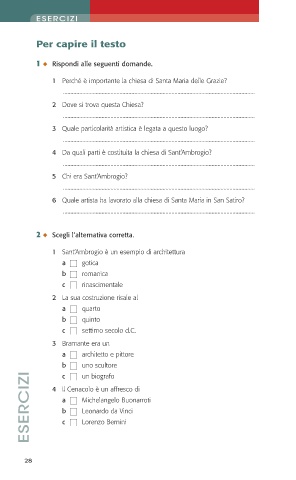 ESERCIZI
Per capire il testo
1 Rispondi alle seguenti domande.
1 Perché è importante la chiesa di Santa Maria delle Grazie?
2 Dove si trova questa Chiesa?
3 Quale particolarità artistica è legata a questo luogo?
4 Da quali parti è costituita la chiesa di Sant'Ambrogio?
5 Chi era Sant'Ambrogio?
6 Quale artista ha lavorato alla chiesa di Santa Maria in San Satiro?
2 Scegli l'alternativa corretta.
1 Sant'Ambrogio è un esempio di architettura
a gotica
b romanica
c rinascimentale
2 La sua costruzione risale al
a quarto
b quinto
c settimo secolo d.C.
3 Bramante era un
a architetto e pittore
b uno scultore
c un biografo
4 Il Cenacolo è un affresco di
a Michelangelo Buonarroti
b Leonardo da Vinci
c Lorenzo Bernini
ESERCIZI
28